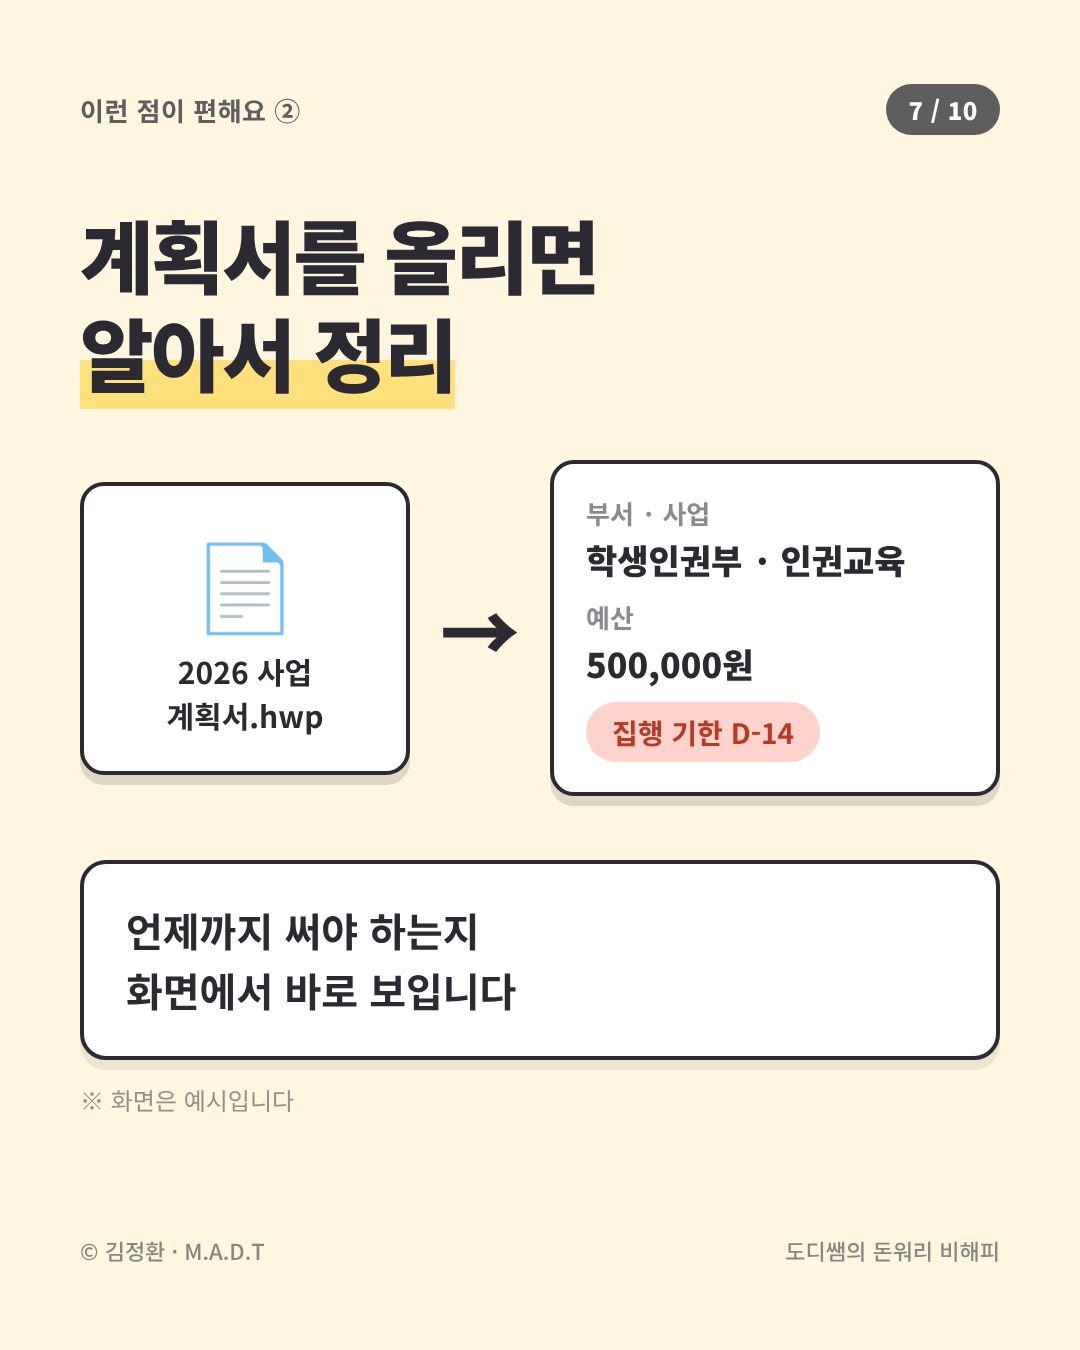 이런 점이 편해요 ②
7 / 10
계획서를 올리면
알아서 정리
2026 사업
계획서.hwp
→
부서 · 사업
학생인권부 · 인권교육
예산
500,000원
집행 기한 D-14
언제까지 써야 하는지
화면에서 바로 보입니다
※ 화면은 예시입니다
© 김정환 · M.A.D.T
도디쌤의 돈워리 비해피